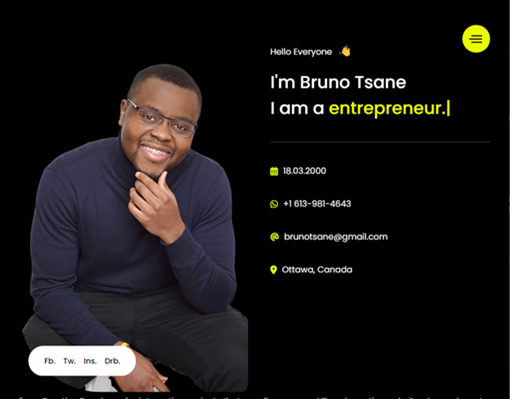 Hello Everyone
I'm Bruno Tsane
I am a entrepreneur.|
18.03.2000
+1 613-981-4643
brunotsane@gmail.com
Ottawa, Canada
Fb. Tw. Ins. Drb.